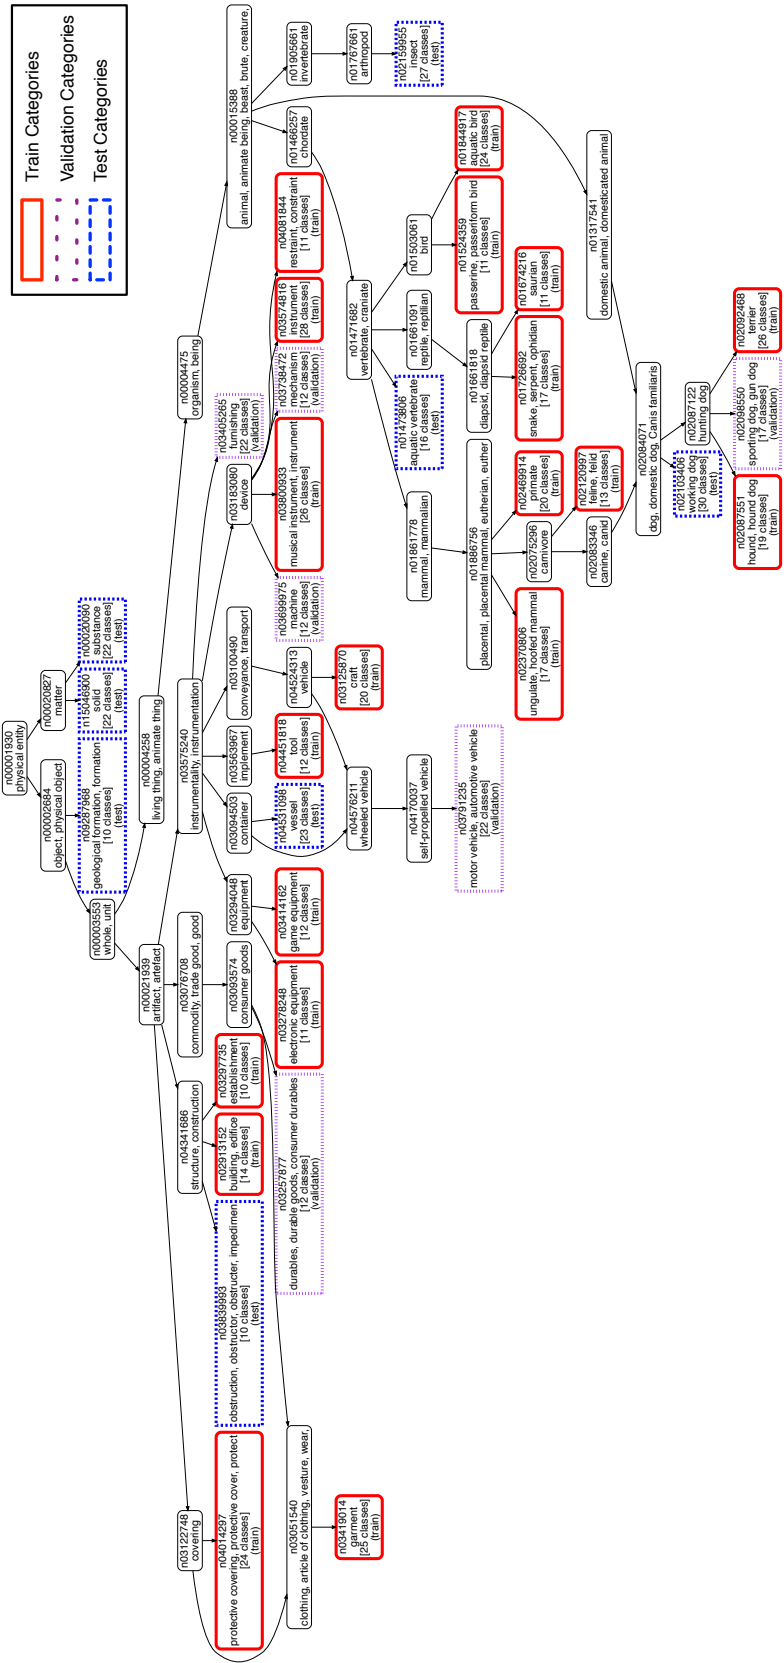 Train Categories
Validation Categories
Test Categories
n00001930
physical entity
n00002684
object, physical object
n00020827
matter
n00003553
whole, unit
n09287968
geological formation, formation
[10 classes]
(test)
n15046900
solid
[22 classes]
(test)
n00020090
substance
[22 classes]
(test)
n00021939
artifact, artefact
n00004258
living thing, animate thing
n03122748
covering
n04341686
structure, construction
n03076708
commodity, trade good, good
n03575240
instrumentality, instrumentation
n00004475
organism, being
n04014297
protective covering, protective cover, protect
[24 classes]
(train)
n03839993
obstruction, obstructor, obstructer, impedimen
[10 classes]
(test)
n02913152
building, edifice
[14 classes]
(train)
n03297735
establishment
[10 classes]
(train)
n03093574
consumer goods
n03294048
equipment
n03094503
container
n03563967
implement
n03100490
conveyance, transport
n03183080
device
n03405265
furnishing
[22 classes]
(validation)
n00015388
animal, animate being, beast, brute, creature,
n03051540
clothing, article of clothing, vesture, wear,
n03257877
durables, durable goods, consumer durables
[12 classes]
(validation)
n03278248
electronic equipment
[11 classes]
(train)
n03414162
game equipment
[12 classes]
(train)
n04531098
vessel
[23 classes]
(test)
n04451818
tool
[12 classes]
(train)
n04524313
vehicle
n03699975
machine
[12 classes]
(validation)
n03800933
musical instrument, instrument
[26 classes]
(train)
n03738472
mechanism
[12 classes]
(validation)
n03574816
instrument
[28 classes]
(train)
n04081844
restraint, constraint
[11 classes]
(train)
n01466257
chordate
n01905661
invertebrate
n03419014
garment
[25 classes]
(train)
n04576211
wheeled vehicle
n03125870
craft
[20 classes]
(train)
n01471682
vertebrate, craniate
n01767661
arthropod
n04170037
self-propelled vehicle
n01861778
mammal, mammalian
n01473806
aquatic vertebrate
[16 classes]
(test)
n01661091
reptile, reptilian
n01503061
bird
n02159955
insect
[27 classes]
(test)
n03791235
motor vehicle, automotive vehicle
[22 classes]
(validation)
n01886756
placental, placental mammal, eutherian, euther
n01661818
diapsid, diapsid reptile
n01524359
passerine, passeriform bird
[11 classes]
(train)
n01844917
aquatic bird
[24 classes]
(train)
n02370806
ungulate, hoofed mammal
[17 classes]
(train)
n02075296
carnivore
n02469914
primate
[20 classes]
(train)
n01726692
snake, serpent, ophidian
[17 classes]
(train)
n01674216
saurian
[11 classes]
(train)
n02083346
canine, canid
n02120997
feline, felid
[13 classes]
(train)
n01317541
domestic animal, domesticated animal
n02084071
dog, domestic dog, Canis familiaris
n02103406
working dog
[30 classes]
(test)
n02087122
hunting dog
n02087551
hound, hound dog
[19 classes]
(train)
n02098550
sporting dog, gun dog
[17 classes]
(validation)
n02092468
terrier
[26 classes]
(train)